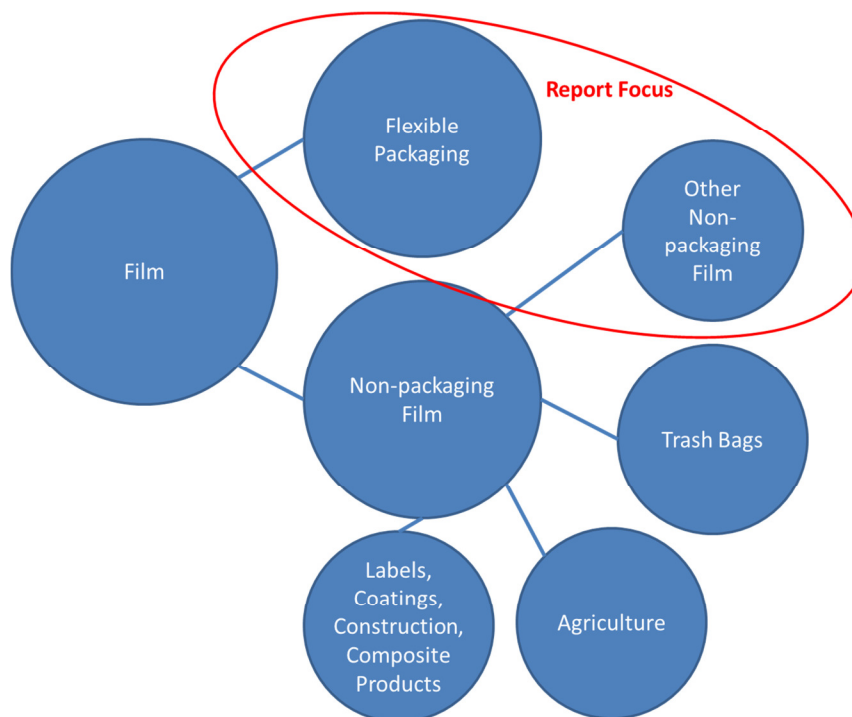 Flexible
Packaging
Report Focus
Other
Non-
packaging
Film
Film
Non-packaging
Film
Trash Bags
Labels,
Coatings,
Construction,
Composite
Products
Agriculture